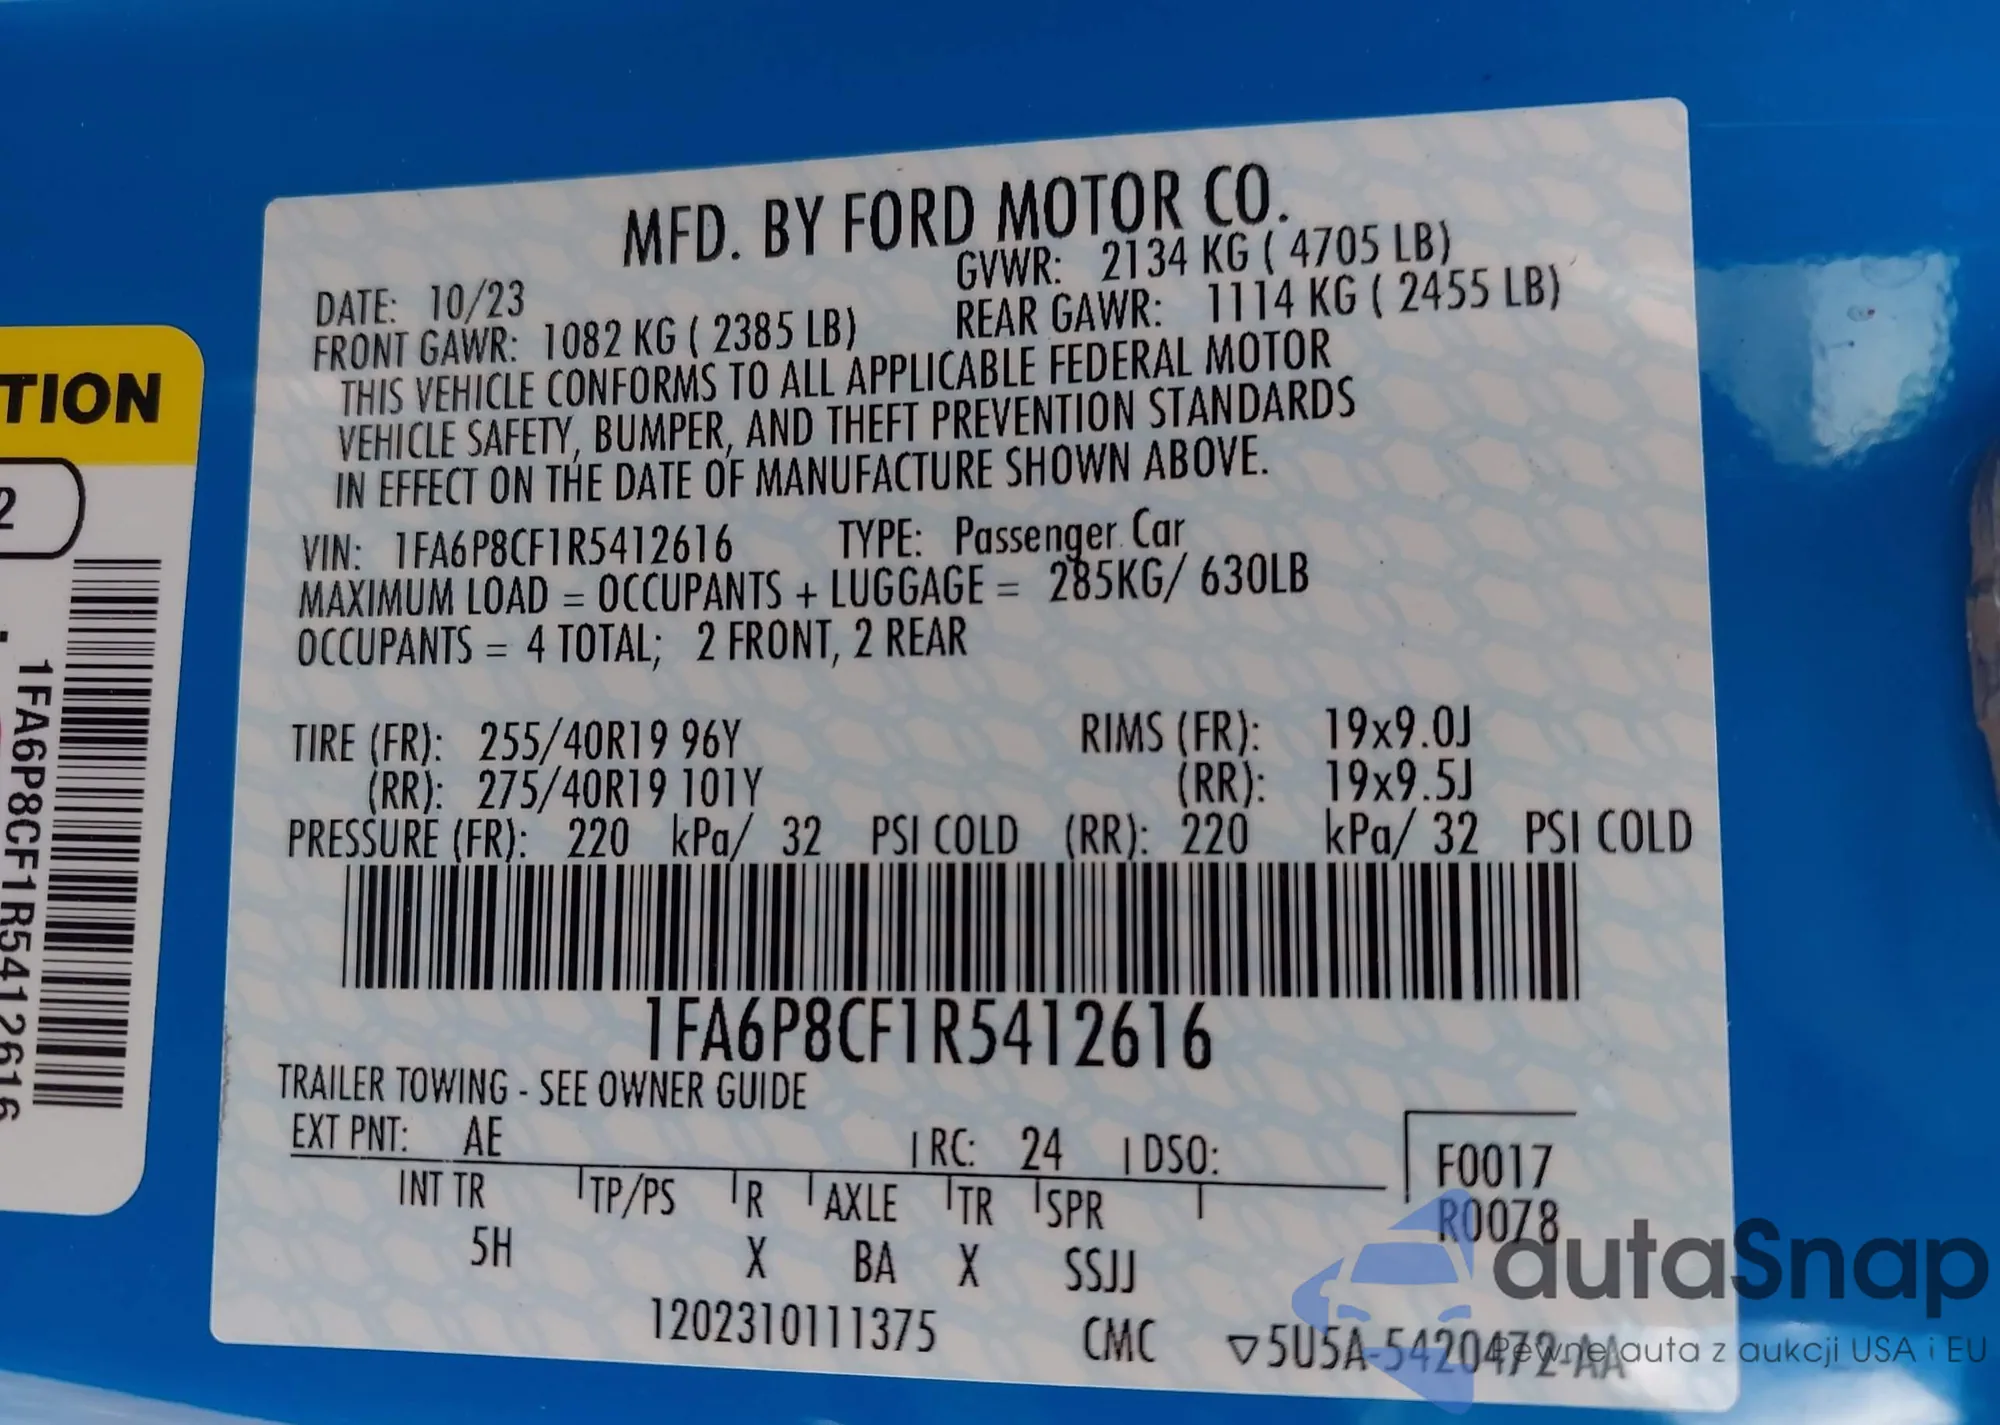 MFD. BY FORD MOTOR CO.
DATE: 10/23
GVWR: 2134 KG ( 4705 LB)
FRONT GAWR: 1082 KG ( 2385 LB)
REAR GAWR: 1114 KG ( 2455 LB)
THIS VEHICLE CONFORMS TO ALL APPLICABLE FEDERAL MOTOR
VEHICLE SAFETY, BUMPER, AND THEFT PREVENTION STANDARDS
IN EFFECT ON THE DATE OF MANUFACTURE SHOWN ABOVE.
VIN: 1FA6P8CF1R5412616 TYPE: Passenger Car
MAXIMUM LOAD = OCCUPANTS + LUGGAGE = 285KG/ 630LB
OCCUPANTS = 4 TOTAL; 2 FRONT, 2 REAR
TIRE (FR): 255/40R19 96Y RIMS (FR): 19x9.0J
(RR): 275/40R19 101Y (RR): 19x9.5J
PRESSURE (FR): 220 kPa/ 32 PSI COLD (RR): 220 kPa/ 32 PSI COLD
1FA6P8CF1R5412616
TRAILER TOWING - SEE OWNER GUIDE
EXT PNT: AE RC: 24 DSO:
F0017
R0078
INT TR TP/PS R AXLE TR SPR
5H X BA X SSJJ
1202310111375 CMC ▽5U5A-5420472-AA
TION
2
1FA6P8CF1R5412616
autaSnap
Pewne auta z aukcji USA i EU